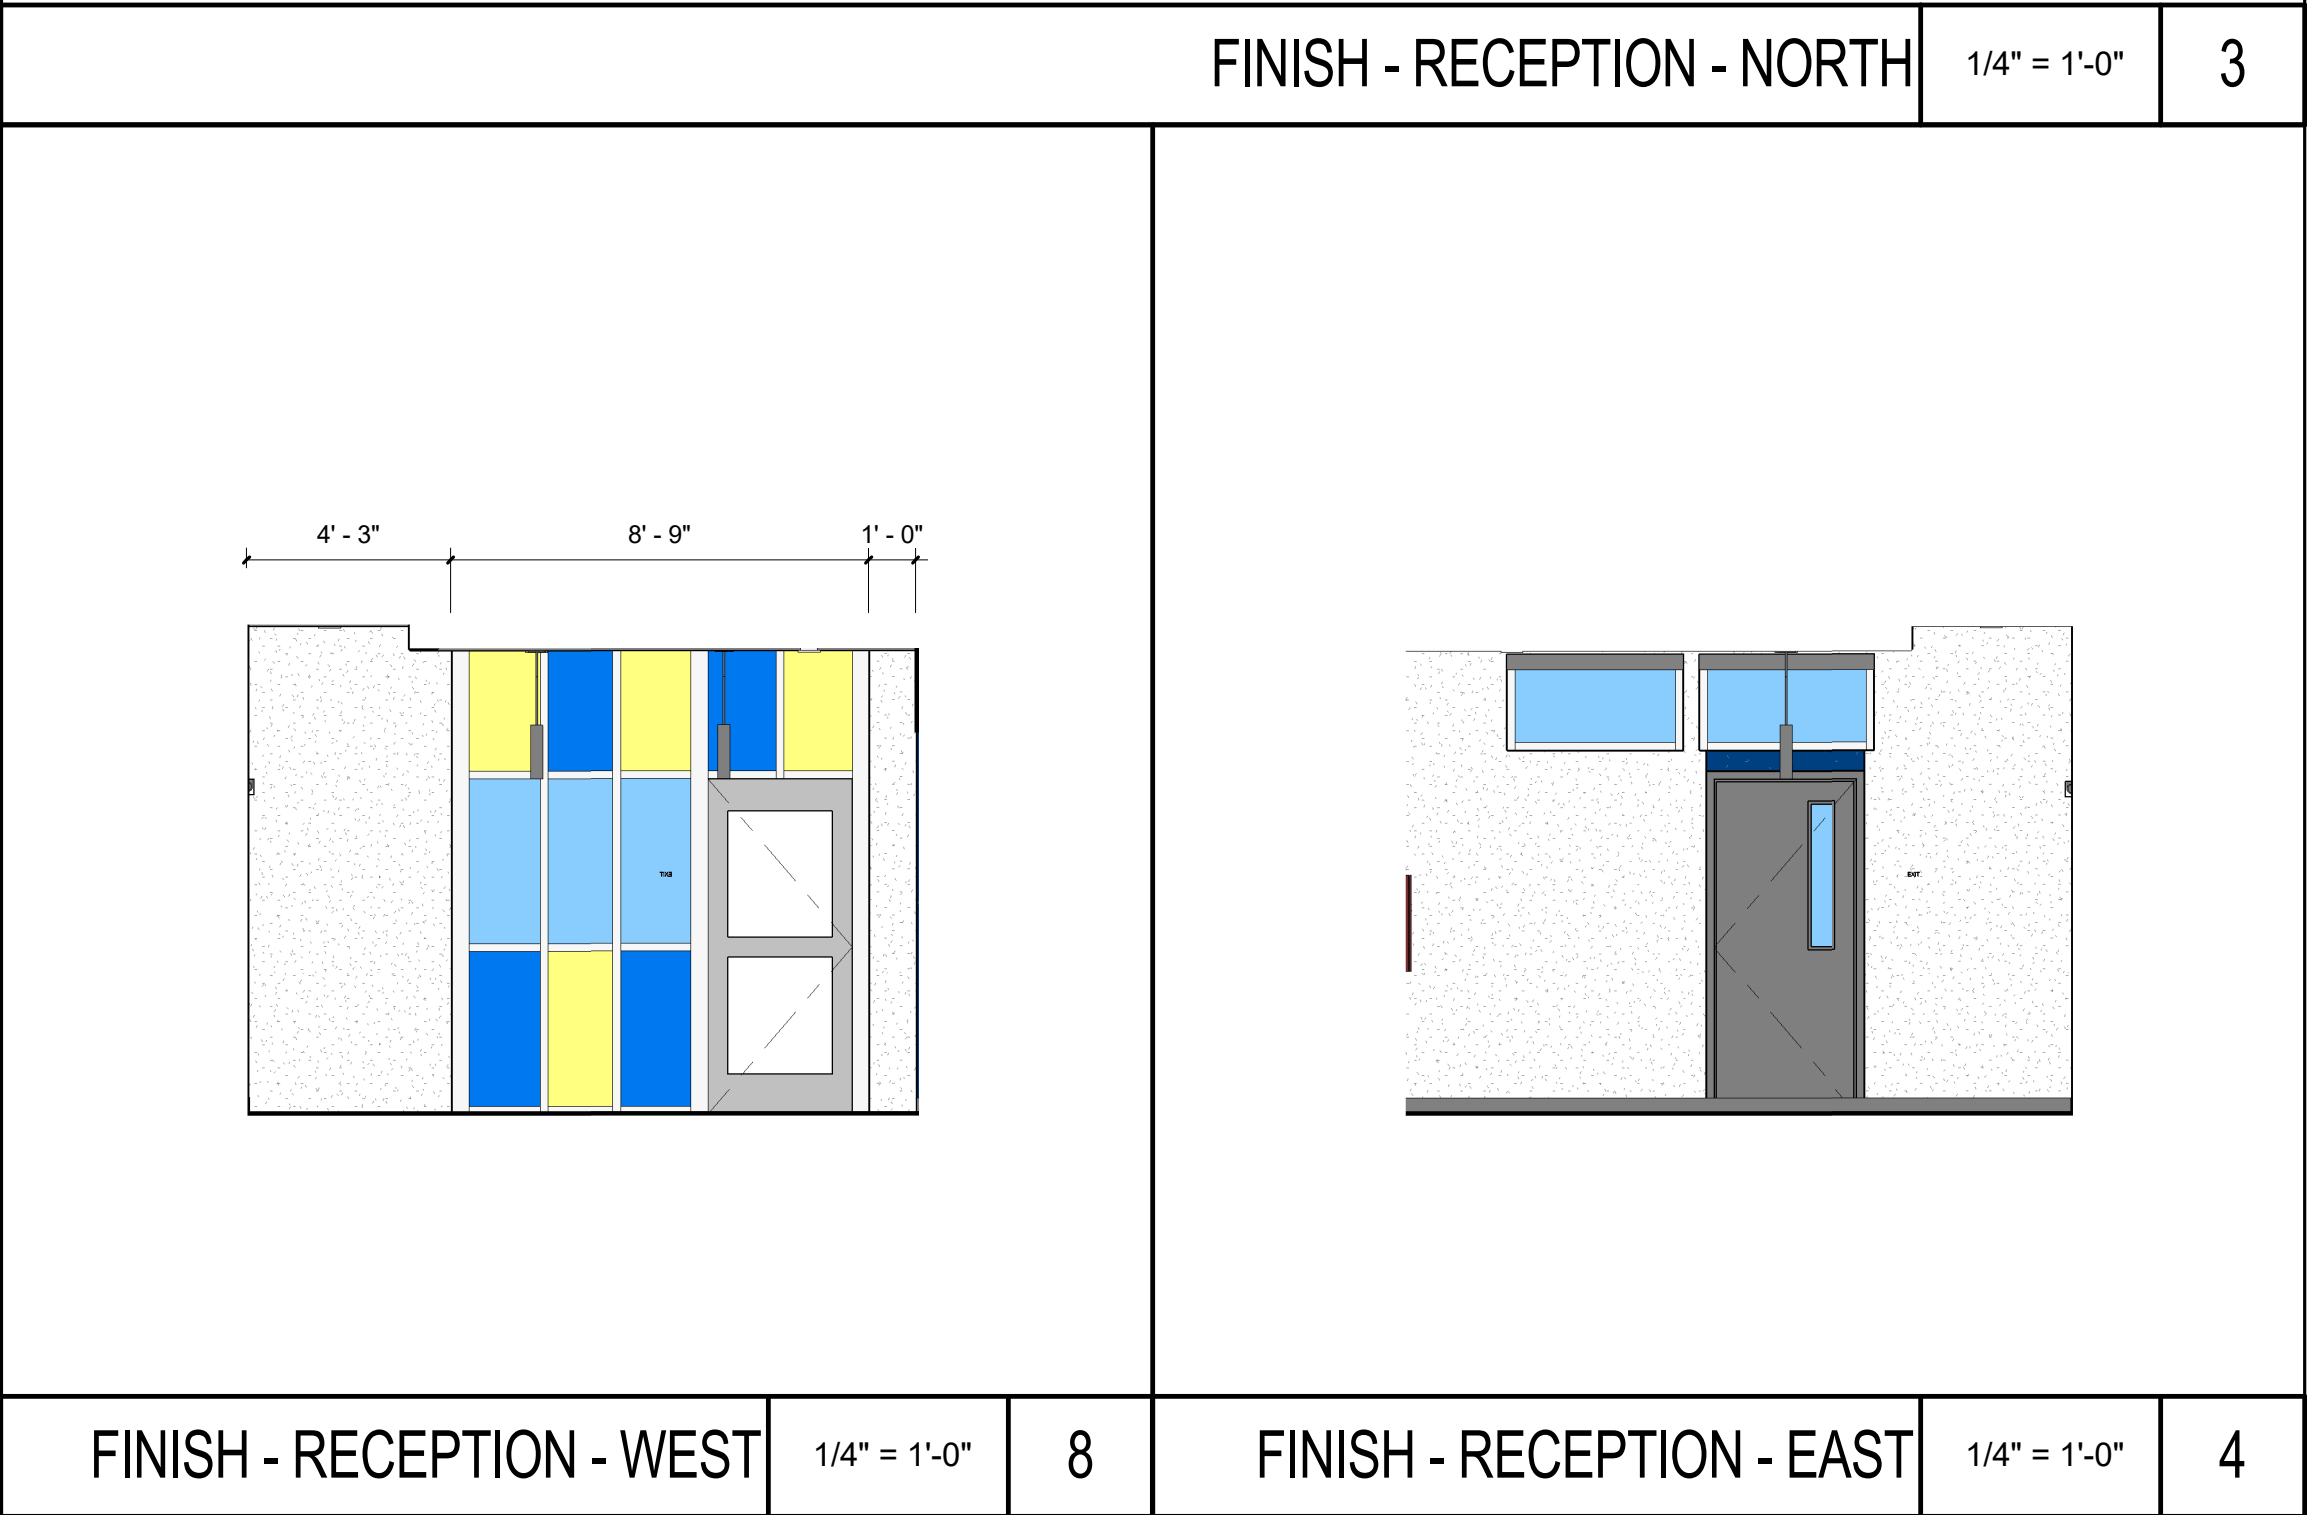 FINISH - RECEPTION - NORTH
1/4" = 1'-0"
3
4' - 3"
8' - 9"
1' - 0"
EXIT
EXIT
FINISH - RECEPTION - WEST
1/4" = 1'-0"
8
FINISH - RECEPTION - EAST
1/4" = 1'-0"
4